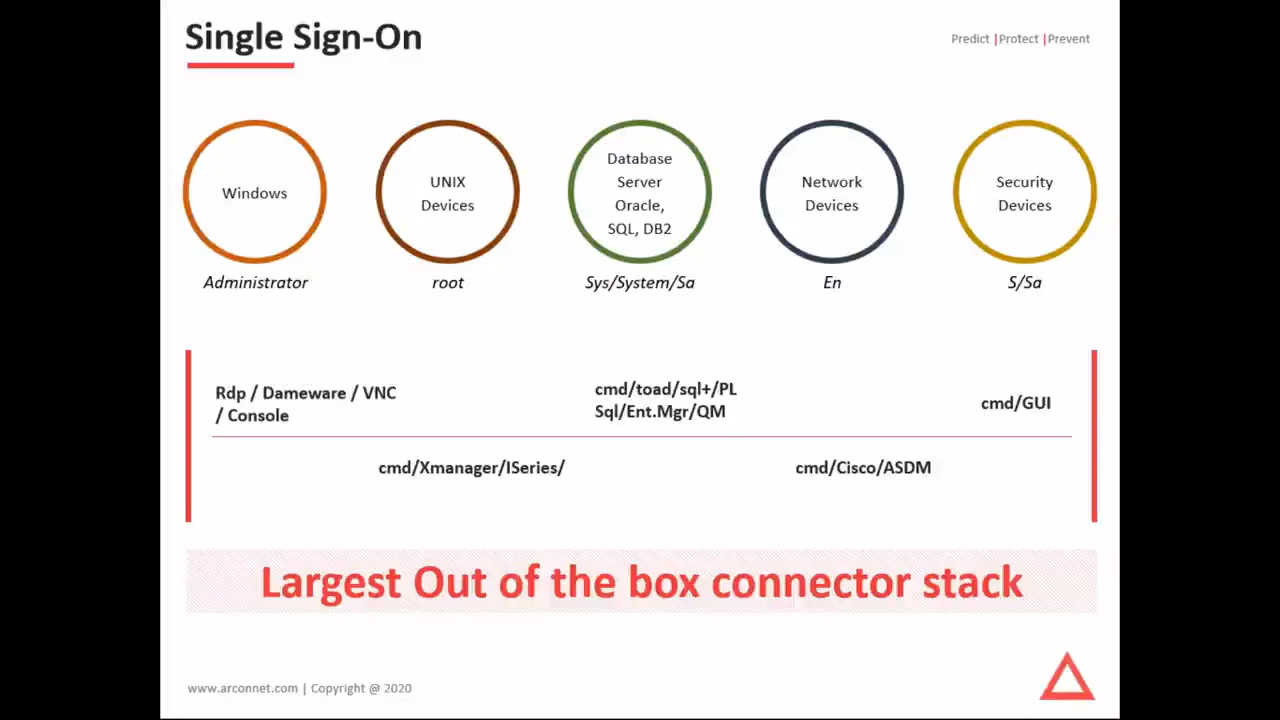 Single Sign-On
Predict |Protect |Prevent
Windows
UNIX
Devices
Database
Server
Oracle,
SQL, DB2
Network
Devices
Security
Devices
Administrator
root
Sys/System/Sa
En
S/Sa
Rdp / Dameware / VNC
/ Console
cmd/toad/sql+/PL
Sql/Ent.Mgr/QM
cmd/GUI
cmd/Xmanager/ISeries/
cmd/Cisco/ASDM
Largest Out of the box connector stack
www.arconnet.com | Copyright @ 2020